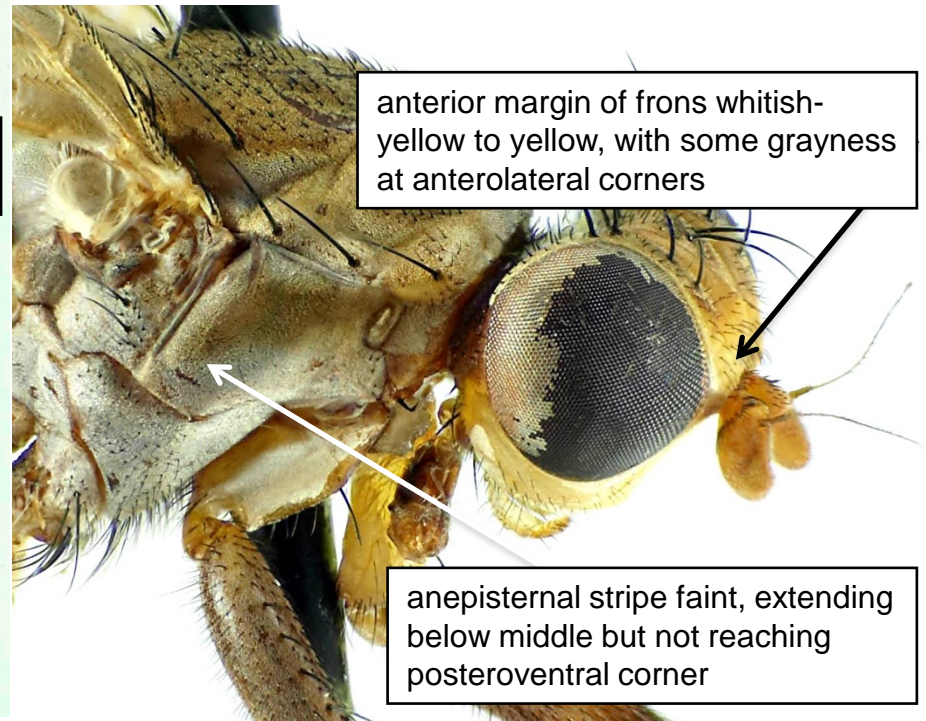 anterior margin of frons whitish-
yellow to yellow, with some grayness
at anterolateral corners
anepisternal stripe faint, extending
below middle but not reaching
posteroventral corner